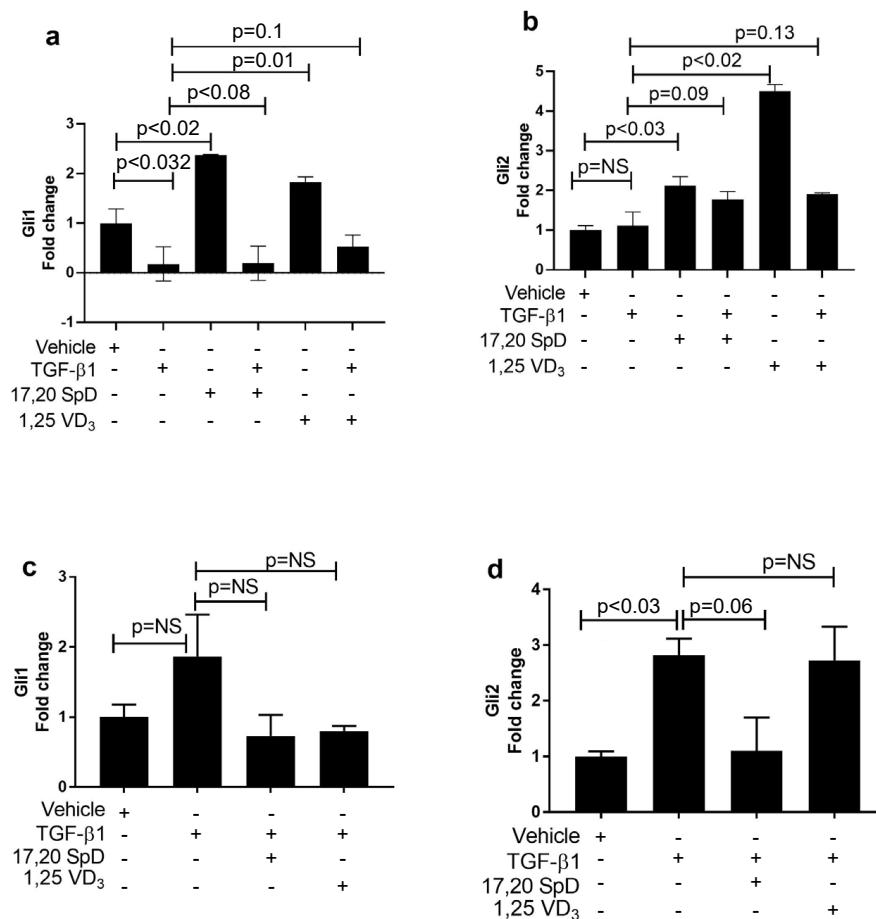 a
p=0.1
p=0.01
p<0.08
p<0.02
p<0.032
Gli1
Fold change
3
2
1
0
-1
Vehicle + - - - - -
TGF-β1 - + - + - +
17,20 SpD - - + + - -
1,25 VD3 - - - - + +
b
p=0.13
p<0.02
p=0.09
p<0.03
p=NS
Gli2
Fold change
5
4
3
2
1
0
Vehicle + - - - - -
TGF-β1 - + - + - +
17,20 SpD - - + + - -
1,25 VD3 - - - - + +
c
p=NS
p=NS
p=NS
Gli1
Fold change
3
2
1
0
Vehicle + - - -
TGF-β1 - + + +
17,20 SpD - - + -
1,25 VD3 - - - +
d
p=NS
p<0.03 p=0.06
Gli2
Fold change
4
3
2
1
0
Vehicle + - - -
TGF-β1 - + + +
17,20 SpD - - + -
1,25 VD3 - - - +